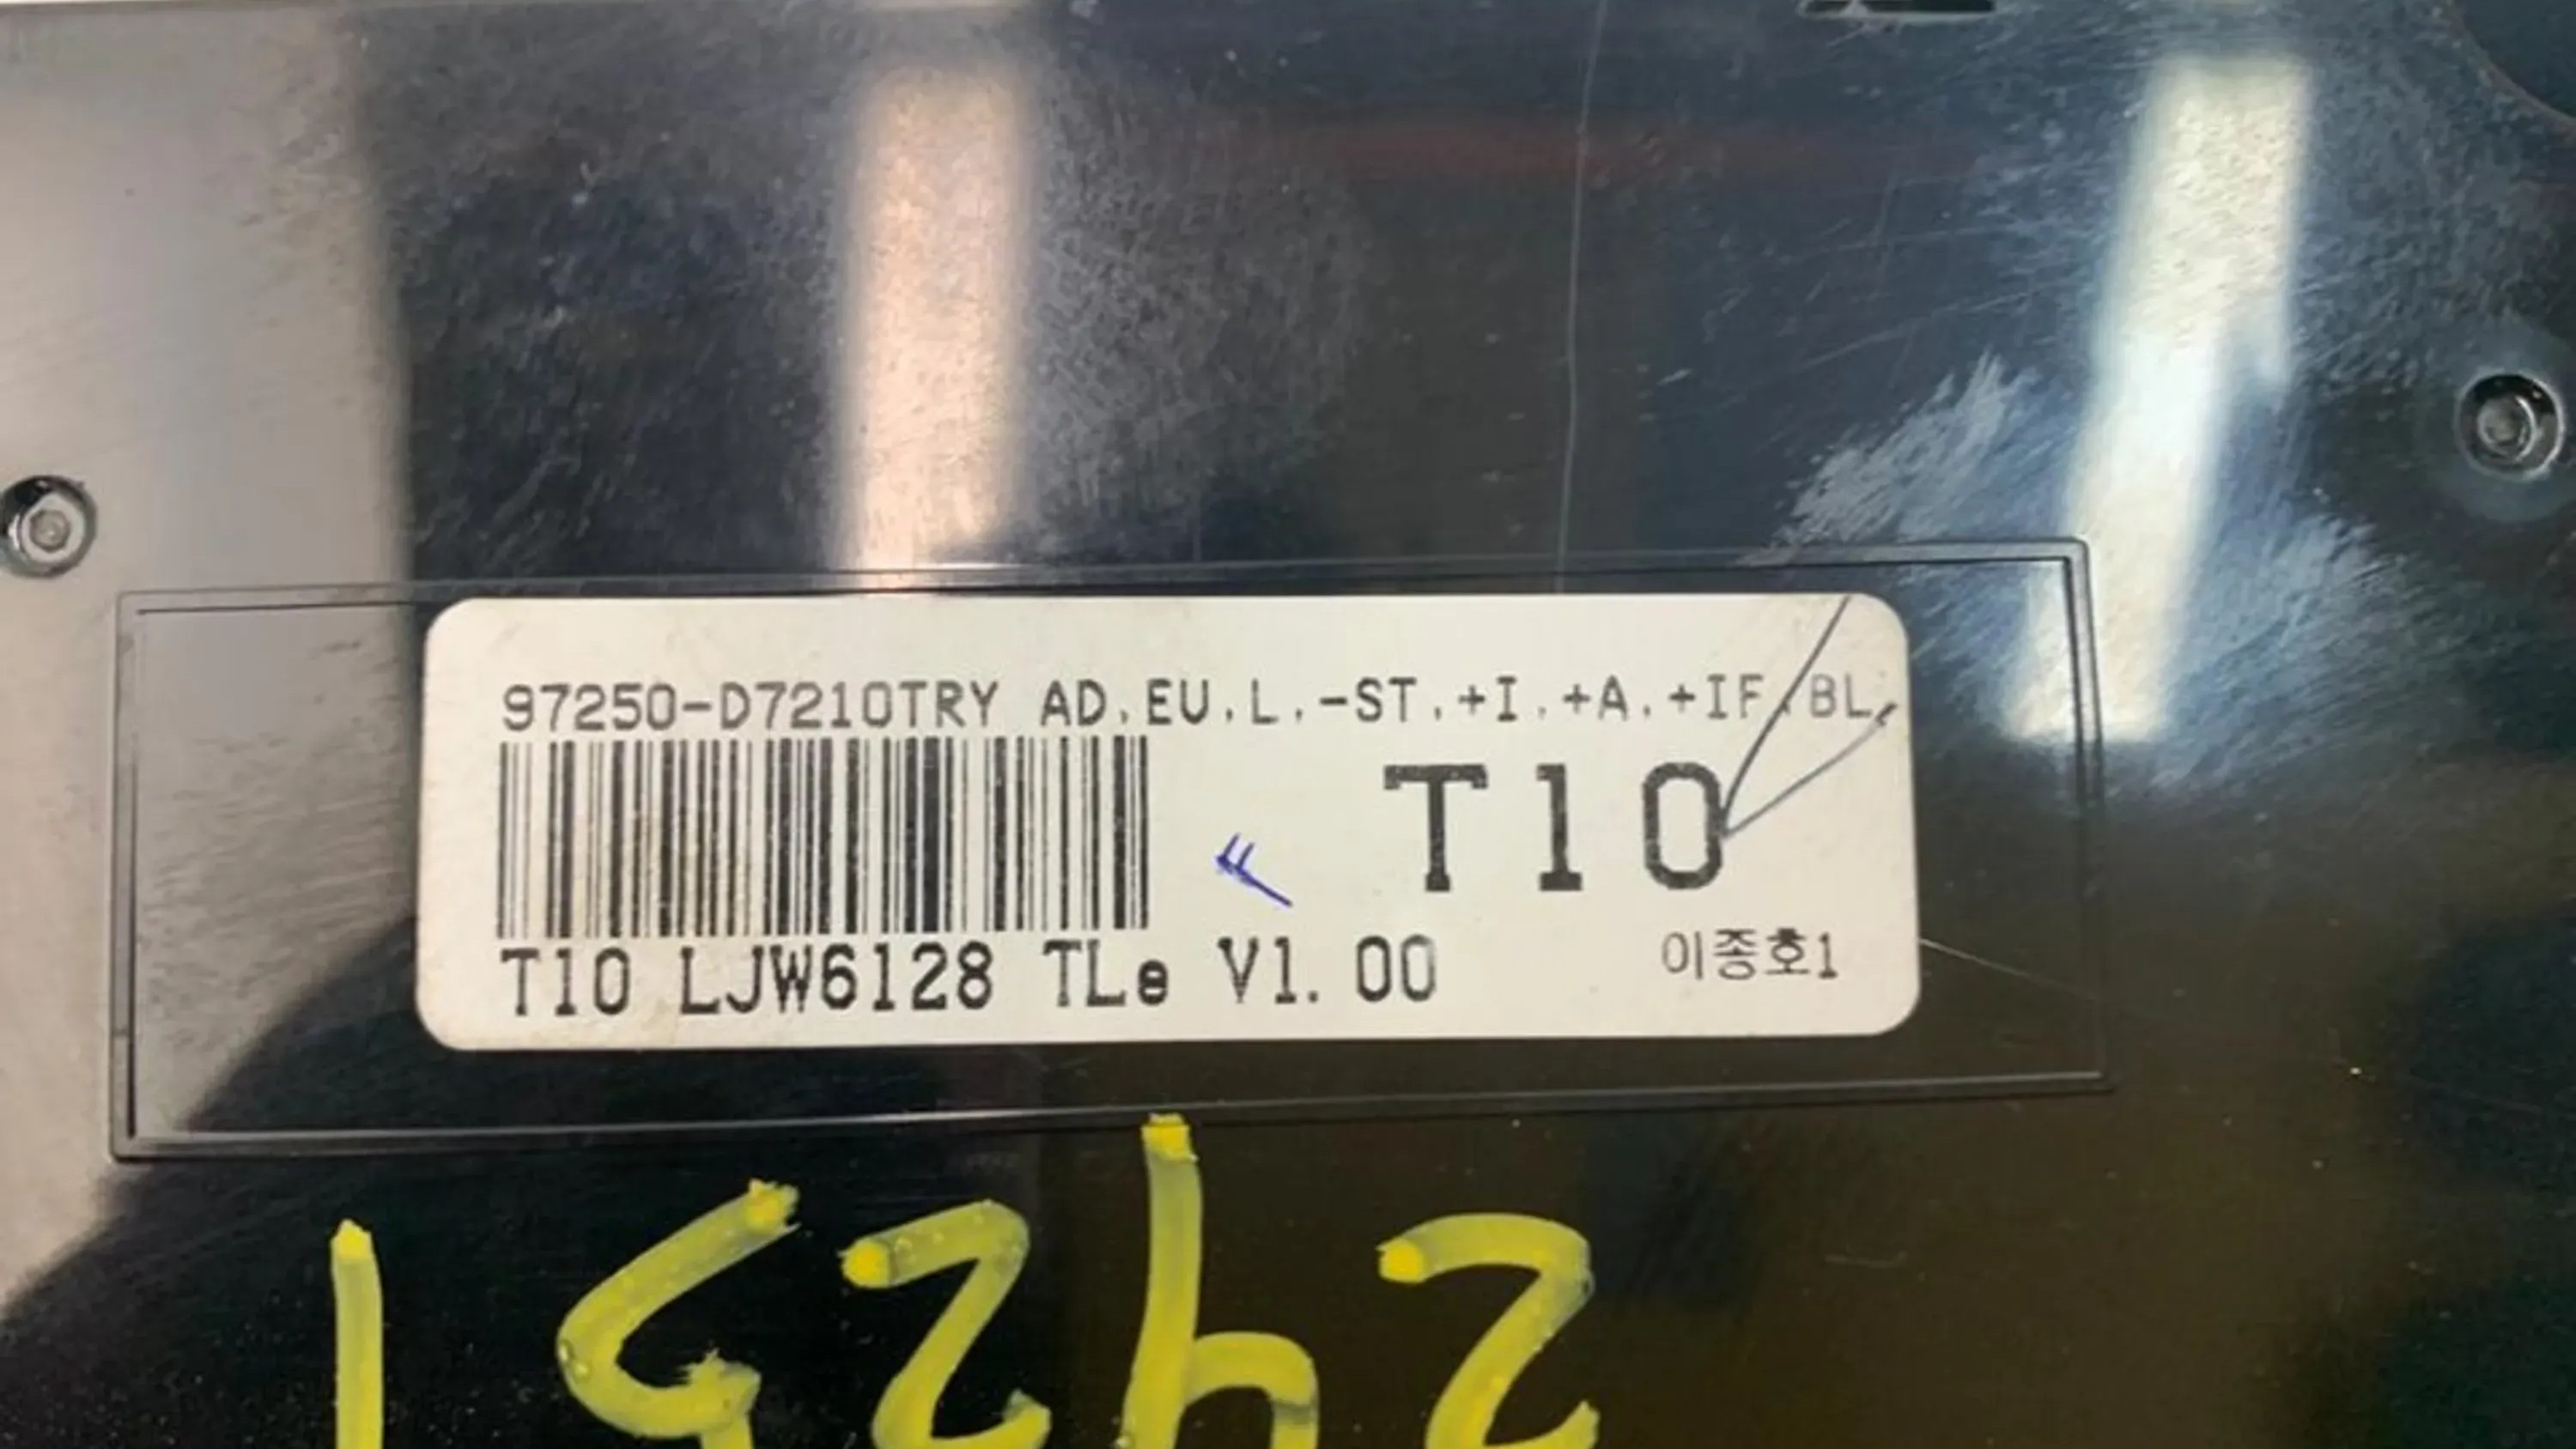 97250-D7210TRY AD.EU.L.-ST.+I.+A.+IF.BL.
T10
T10 LJW6128 TLe V1.00
이종호1